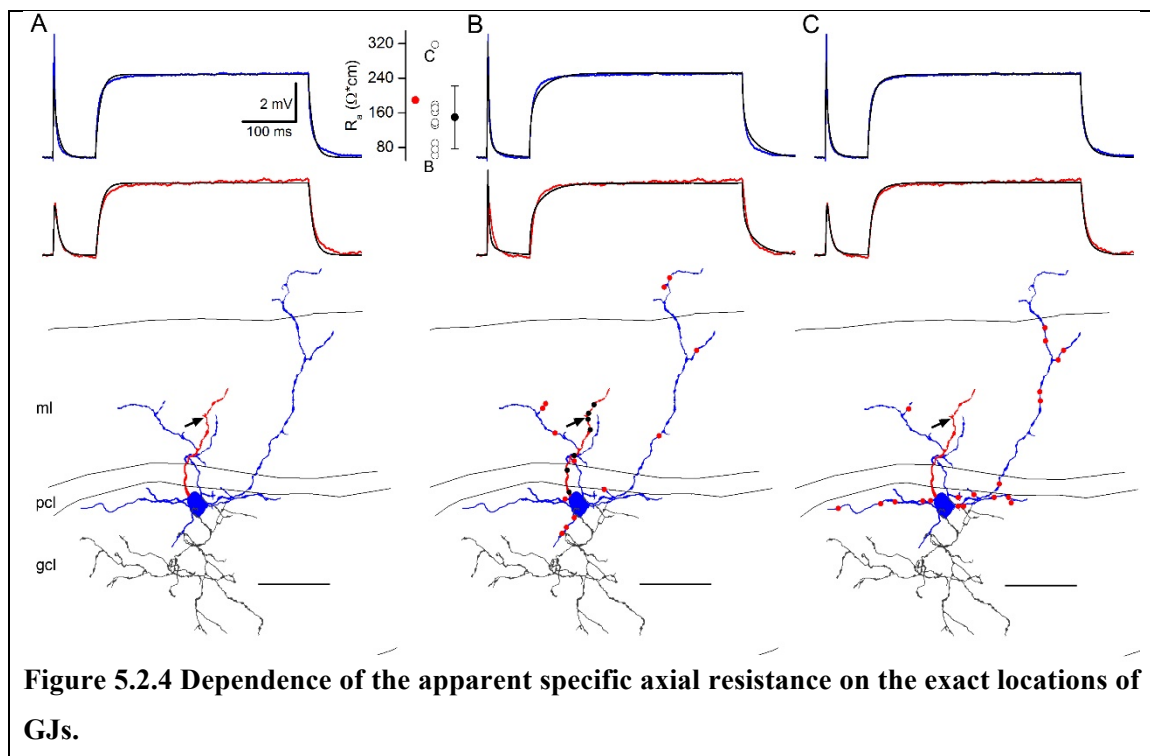 A
B
C
320
240
160
80
Rₐ (Ω*cm)
C
B
2 mV
100 ms
ml
pcl
gcl
Figure 5.2.4 Dependence of the apparent specific axial resistance on the exact locations of
GJs.